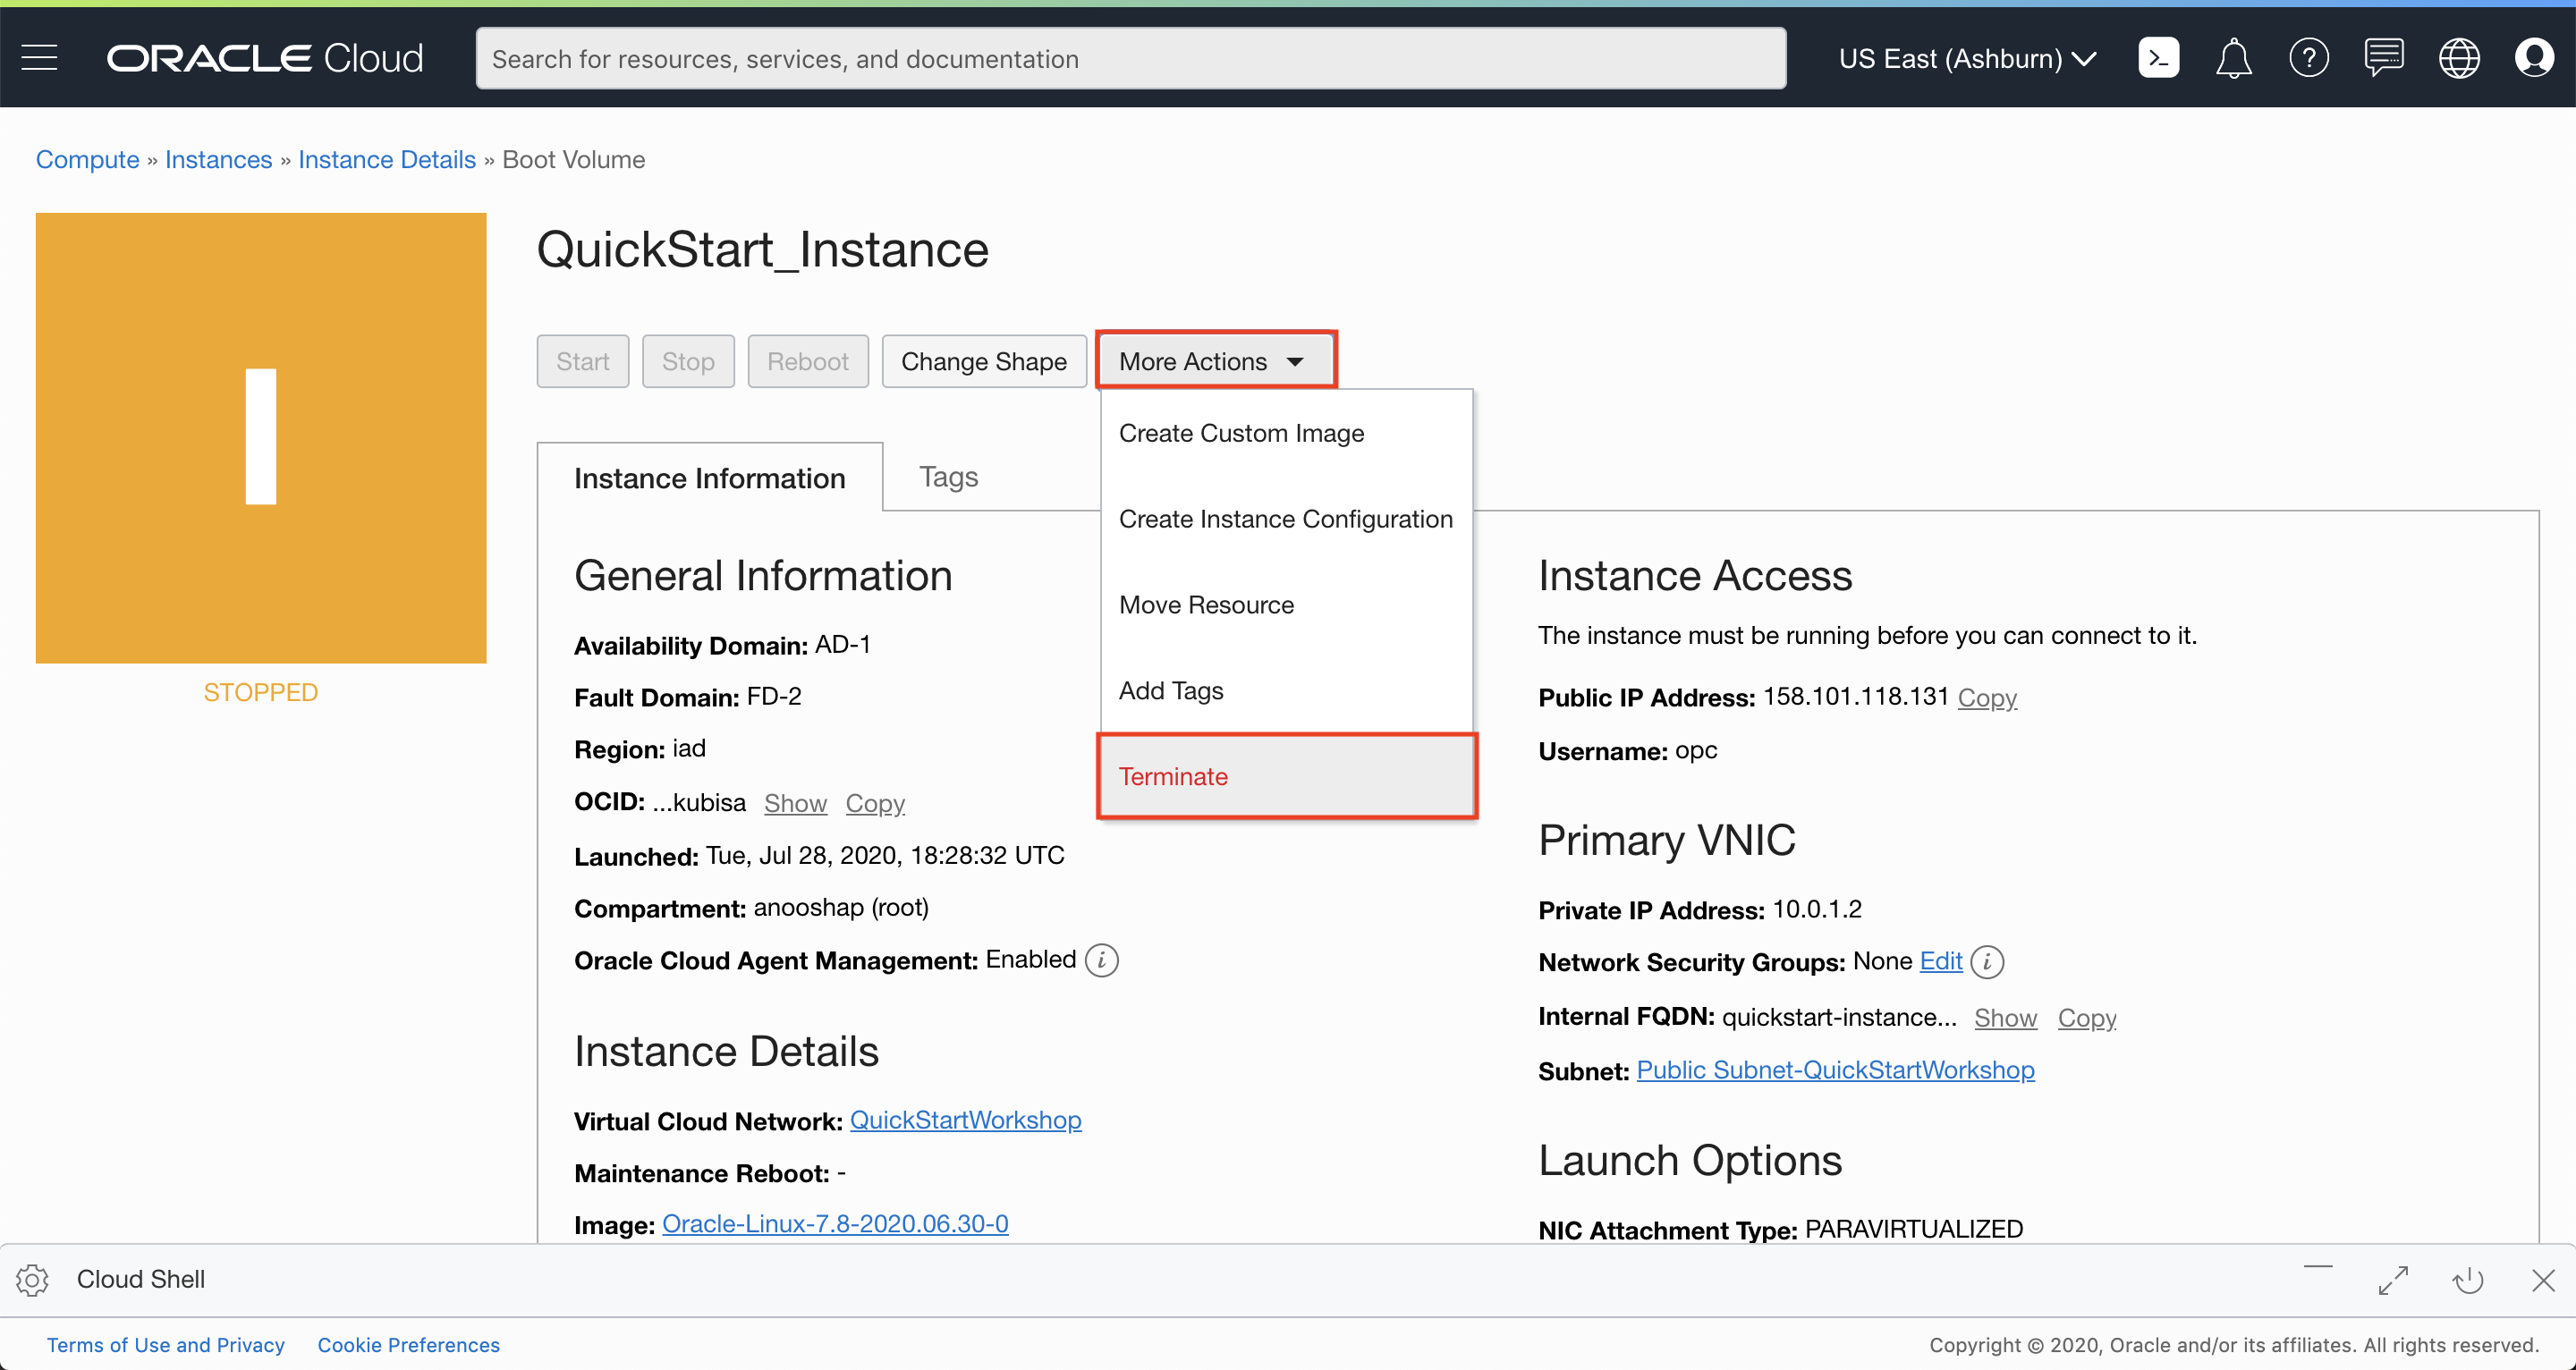 ORACLE Cloud
Search for resources, services, and documentation
US East (Ashburn)
Compute » Instances » Instance Details » Boot Volume
I
STOPPED
QuickStart_Instance
Start
Stop
Reboot
Change Shape
More Actions
Create Custom Image
Create Instance Configuration
Move Resource
Add Tags
Terminate
Instance Information
Tags
General Information
Availability Domain: AD-1
Fault Domain: FD-2
Region: iad
OCID: ...kubisa Show Copy
Launched: Tue, Jul 28, 2020, 18:28:32 UTC
Compartment: anooshap (root)
Oracle Cloud Agent Management: Enabled i
Instance Details
Virtual Cloud Network: QuickStartWorkshop
Maintenance Reboot: -
Image: Oracle-Linux-7.8-2020.06.30-0
Instance Access
The instance must be running before you can connect to it.
Public IP Address: 158.101.118.131 Copy
Username: opc
Primary VNIC
Private IP Address: 10.0.1.2
Network Security Groups: None Edit i
Internal FQDN: quickstart-instance... Show Copy
Subnet: Public Subnet-QuickStartWorkshop
Launch Options
NIC Attachment Type: PARAVIRTUALIZED
Cloud Shell
Terms of Use and Privacy
Cookie Preferences
Copyright © 2020, Oracle and/or its affiliates. All rights reserved.